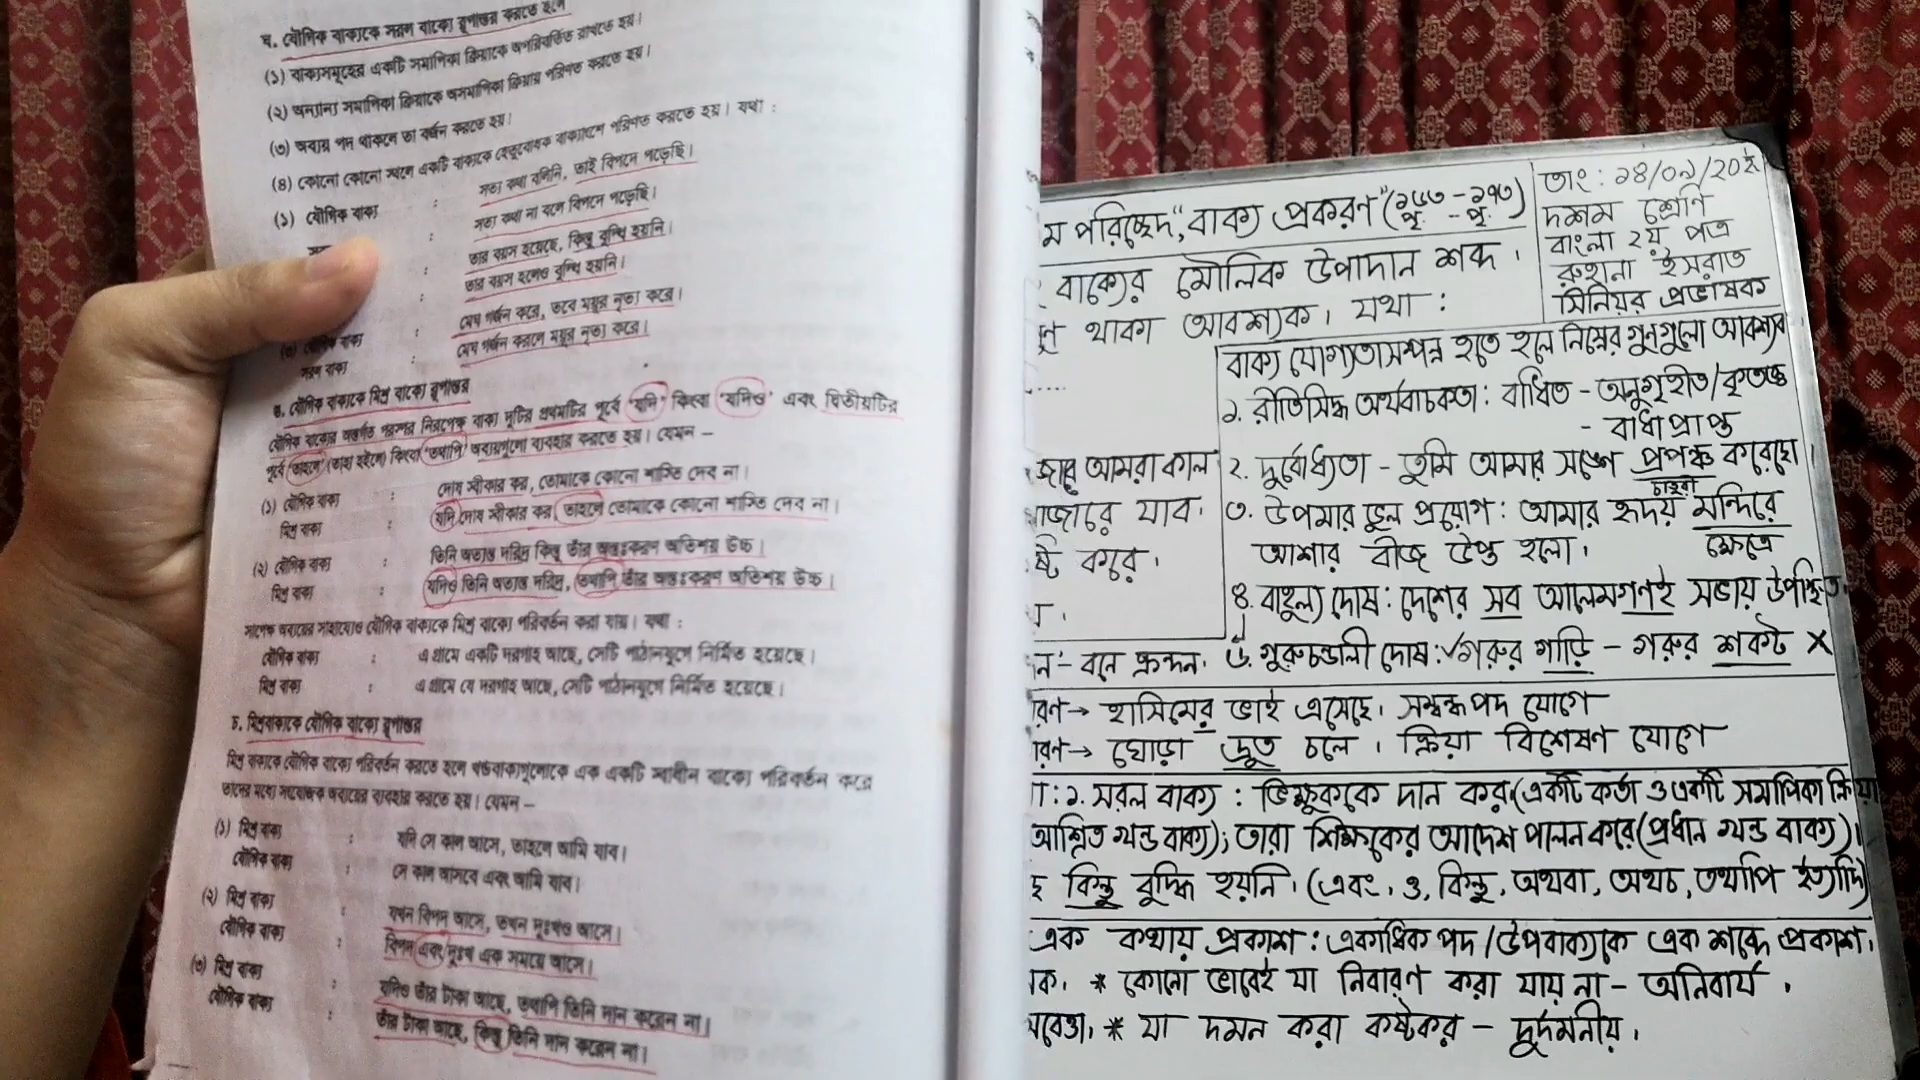 ঘ. যৌগিক বাক্যকে সরল বাক্যে রূপান্তর করতে হলে
(১) বাক্যসমূহের একটি সমাপিকা ক্রিয়াকে অপরিবর্তিত রাখতে হয়।
(২) অন্যান্য সমাপিকা ক্রিয়াকে অসমাপিকা ক্রিয়ায় পরিণত করতে হয়।
(৩) অব্যয় পদ থাকলে তা বর্জন করতে হয়।
(৪) কোনো কোনো স্থলে একটি বাক্যকে হেতুবোধক বাক্যাংশে পরিণত করতে হয়। যথা :
(১) যৌগিক বাক্য : সত্য কথা বলিনি, তাই বিপদে পড়েছি।
: সত্য কথা না বলে বিপদে পড়েছি।
: তার বয়স হয়েছে, কিন্তু বুদ্ধি হয়নি।
: তার বয়স হলেও বুদ্ধি হয়নি।
(৩) যৌগিক বাক্য : মেঘ গর্জন করে, তবে ময়ূর নৃত্য করে।
সরল বাক্য : মেঘ গর্জন করলে ময়ূর নৃত্য করে।
ঙ. যৌগিক বাক্যকে মিশ্র বাক্যে রূপান্তর
যৌগিক বাক্যের অন্তর্গত পরস্পর নিরপেক্ষ বাক্য দুটির প্রথমটির পূর্বে 'যদি' কিংবা 'যদিও' এবং দ্বিতীয়টির
পূর্বে 'তাহলে' (তাহা হইলে) কিংবা 'তথাপি' অব্যয়গুলো ব্যবহার করতে হয়। যেমন –
(১) যৌগিক বাক্য : দোষ স্বীকার কর, তোমাকে কোনো শাস্তি দেব না।
মিশ্র বাক্য : যদি দোষ স্বীকার কর, তাহলে তোমাকে কোনো শাস্তি দেব না।
(২) যৌগিক বাক্য : তিনি অত্যন্ত দরিদ্র কিন্তু তাঁর অন্তঃকরণ অতিশয় উচ্চ।
মিশ্র বাক্য : যদিও তিনি অত্যন্ত দরিদ্র, তথাপি তাঁর অন্তঃকরণ অতিশয় উচ্চ।
সাপেক্ষ অব্যয়ের সাহায্যেও যৌগিক বাক্যকে মিশ্র বাক্যে পরিবর্তন করা যায়। যথা :
যৌগিক বাক্য : এ গ্রামে একটি দরগাহ আছে, সেটি পাঠানযুগে নির্মিত হয়েছে।
মিশ্র বাক্য : এ গ্রামে যে দরগাহ আছে, সেটি পাঠানযুগে নির্মিত হয়েছে।
চ. মিশ্রবাক্যকে যৌগিক বাক্যে রূপান্তর
মিশ্র বাক্যকে যৌগিক বাক্যে পরিবর্তন করতে হলে খণ্ডবাক্যগুলোকে এক একটি স্বাধীন বাক্যে পরিবর্তন করে
তাদের মধ্যে সংযোজক অব্যয়ের ব্যবহার করতে হয়। যেমন –
(১) মিশ্র বাক্য : যদি সে কাল আসে, তাহলে আমি যাব।
যৌগিক বাক্য : সে কাল আসবে এবং আমি যাব।
(২) মিশ্র বাক্য : যখন বিপদ আসে, তখন দুঃখও আসে।
যৌগিক বাক্য : বিপদ এবং দুঃখ এক সময়ে আসে।
(৩) মিশ্র বাক্য : যদিও তাঁর টাকা আছে, তথাপি তিনি দান করেন না।
যৌগিক বাক্য : তাঁর টাকা আছে, কিন্তু তিনি দান করেন না।
ম পরিচ্ছেদ, "বাক্য প্রকরণ" (১৫৩ - ১৭৩)
পৃ. - পৃ.
তাং : ১৪/০৯/২০২
দশম শ্রেণি
বাংলা ২য় পত্র
রুহানা ইসরাত
সিনিয়র প্রভাষক
বাক্যের মৌলিক উপাদান শব্দ।
থাকা আবশ্যক। যথা :
বাক্য যোগ্যতাসম্পন্ন হতে হলে নিম্নের গুণগুলো আবশ্যক
১. রীতিসিদ্ধ অর্থবাচকতা : বাধিত - অনুগৃহীত/কৃতজ্ঞ
- বাধাপ্রাপ্ত
আমরা কাল
২. দুর্বোধ্যতা - তুমি আমার সঙ্গে প্রপঞ্চ করেছো।
চাতুরী
বাজারে যাব।
৩. উপমার ভুল প্রয়োগ : আমার হৃদয় মন্দিরে
আশার বীজ উপ্ত হলো। ক্ষেত্রে
ষ্টি করে।
৪. বাহুল্য দোষ : দেশের সব আলেমগণই সভায় উপস্থিত
- বনে ক্রন্দন।
৬. গুরুচণ্ডালী দোষ : ✓গরুর গাড়ি - গরুর শকট ×
রণ→ হাসিমের ভাই এসেছে। সম্বন্ধ পদ যোগে
রণ→ ঘোড়া দ্রুত চলে। ক্রিয়া বিশেষণ যোগে
: ১. সরল বাক্য : ভিক্ষুককে দান কর (একটি কর্তা ও একটি সমাপিকা ক্রিয়া
আশ্রিত খন্ড বাক্য); তারা শিক্ষকের আদেশ পালন করে (প্রধান খন্ড বাক্য)।
কিন্তু বুদ্ধি হয়নি। (এবং, ও, কিন্তু, অথবা, অথচ, তথাপি ইত্যাদি)
এক কথায় প্রকাশ : একাধিক পদ/উপবাক্যকে এক শব্দে প্রকাশ।
ক। * কোনো ভাবেই যা নিবারণ করা যায় না - অনিবার্য।
* যা দমন করা কষ্টকর - দুর্দমনীয়।